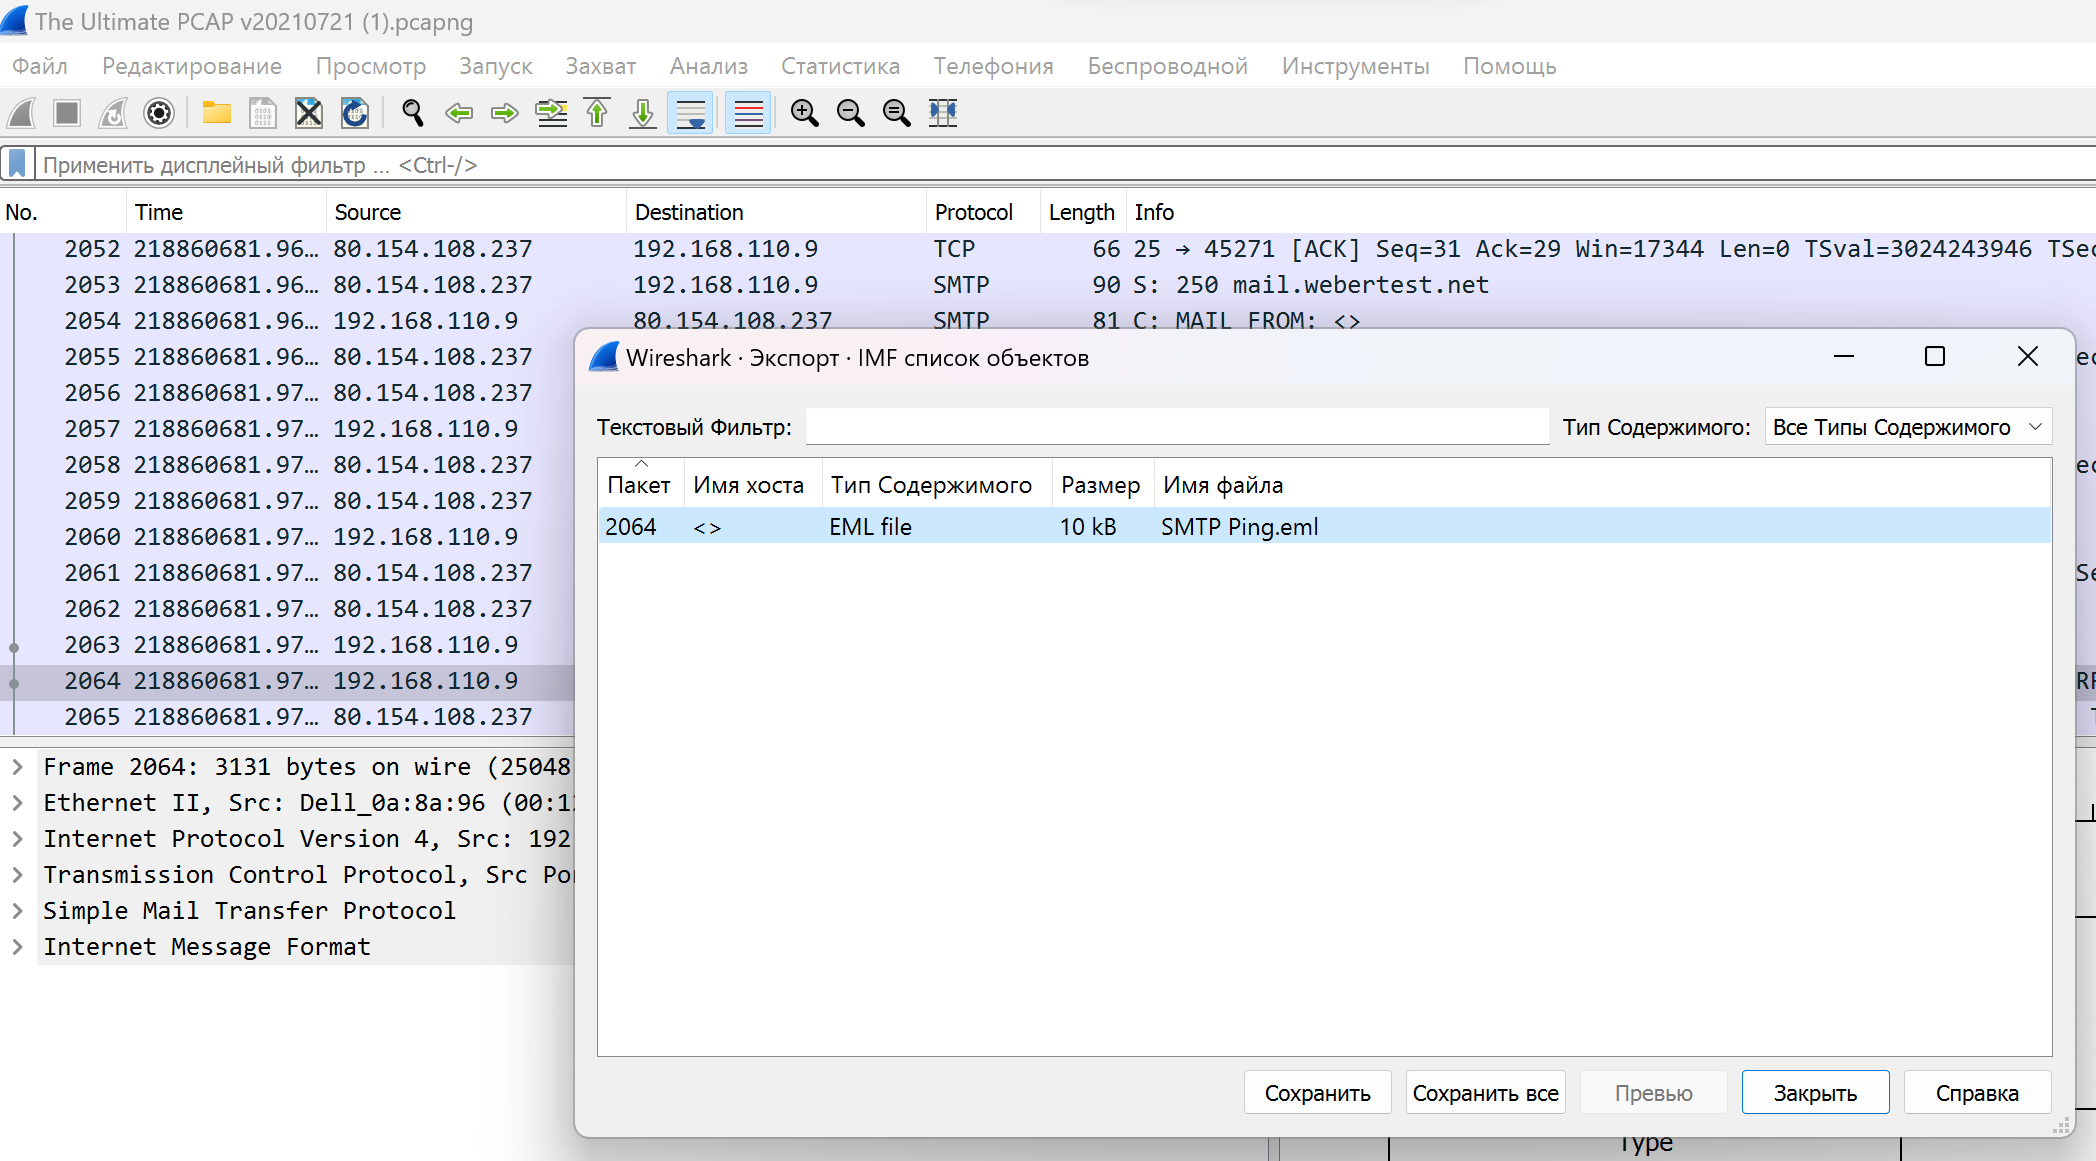 The Ultimate PCAP v20210721 (1).pcapng
Файл Редактирование Просмотр Запуск Захват Анализ Статистика Телефония Беспроводной Инструменты Помощь
Применить дисплейный фильтр ... <Ctrl-/>
No. Time Source Destination Protocol Length Info
2052 218860681.96… 80.154.108.237 192.168.110.9 TCP 66 25 → 45271 [ACK] Seq=31 Ack=29 Win=17344 Len=0 TSval=3024243946 TSec
2053 218860681.96… 80.154.108.237 192.168.110.9 SMTP 90 S: 250 mail.webertest.net
2054 218860681.96… 192.168.110.9 80.154.108.237 SMTP 81 C: MAIL FROM: <>
2055 218860681.96… 80.154.108.237
2056 218860681.97… 80.154.108.237
2057 218860681.97… 192.168.110.9
2058 218860681.97… 80.154.108.237
2059 218860681.97… 80.154.108.237
2060 218860681.97… 192.168.110.9
2061 218860681.97… 80.154.108.237
2062 218860681.97… 80.154.108.237
2063 218860681.97… 192.168.110.9
2064 218860681.97… 192.168.110.9
2065 218860681.97… 80.154.108.237
Frame 2064: 3131 bytes on wire (25048
Ethernet II, Src: Dell_0a:8a:96 (00:12
Internet Protocol Version 4, Src: 192
Transmission Control Protocol, Src Por
Simple Mail Transfer Protocol
Internet Message Format
Wireshark · Экспорт · IMF список объектов
Текстовый Фильтр: Тип Содержимого: Все Типы Содержимого
Пакет Имя хоста Тип Содержимого Размер Имя файла
2064 <> EML file 10 kB SMTP Ping.eml
Сохранить Сохранить все Превью Закрыть Справка
Type